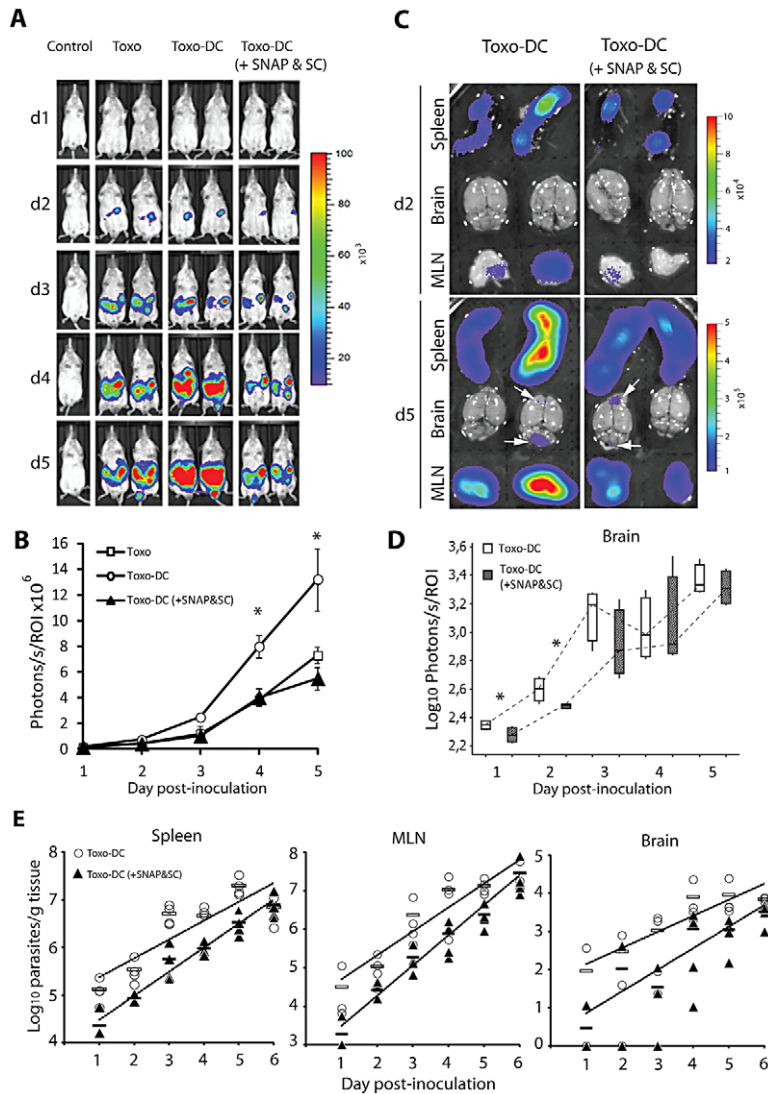 A
Control Toxo Toxo-DC Toxo-DC
(+ SNAP & SC)
d1
d2
d3
d4
d5
100
80
60
40
20
x10³
C
Toxo-DC Toxo-DC
(+ SNAP & SC)
d2
Spleen
Brain
MLN
10
8
6
4
2
x10⁴
d5
Spleen
Brain
MLN
5
4
3
2
1
x10⁵
B
Photons/s/ROI x10⁶
16
14
12
10
8
6
4
2
0
Toxo
Toxo-DC
Toxo-DC (+SNAP&SC)
*
*
1 2 3 4 5
Day post-inoculation
D
Brain
Log10 Photons/s/ROI
3,6
3,4
3,2
3,0
2,8
2,6
2,4
2,2
Toxo-DC
Toxo-DC
(+SNAP&SC)
*
*
1 2 3 4 5
Day post-inoculation
E
Spleen MLN Brain
Log10 parasites/g tissue
Toxo-DC
Toxo-DC (+SNAP&SC)
8
7
6
5
4
1 2 3 4 5 6
8
7
6
5
4
3
1 2 3 4 5 6
5
4
3
2
1
0
1 2 3 4 5 6
Day post-inoculation